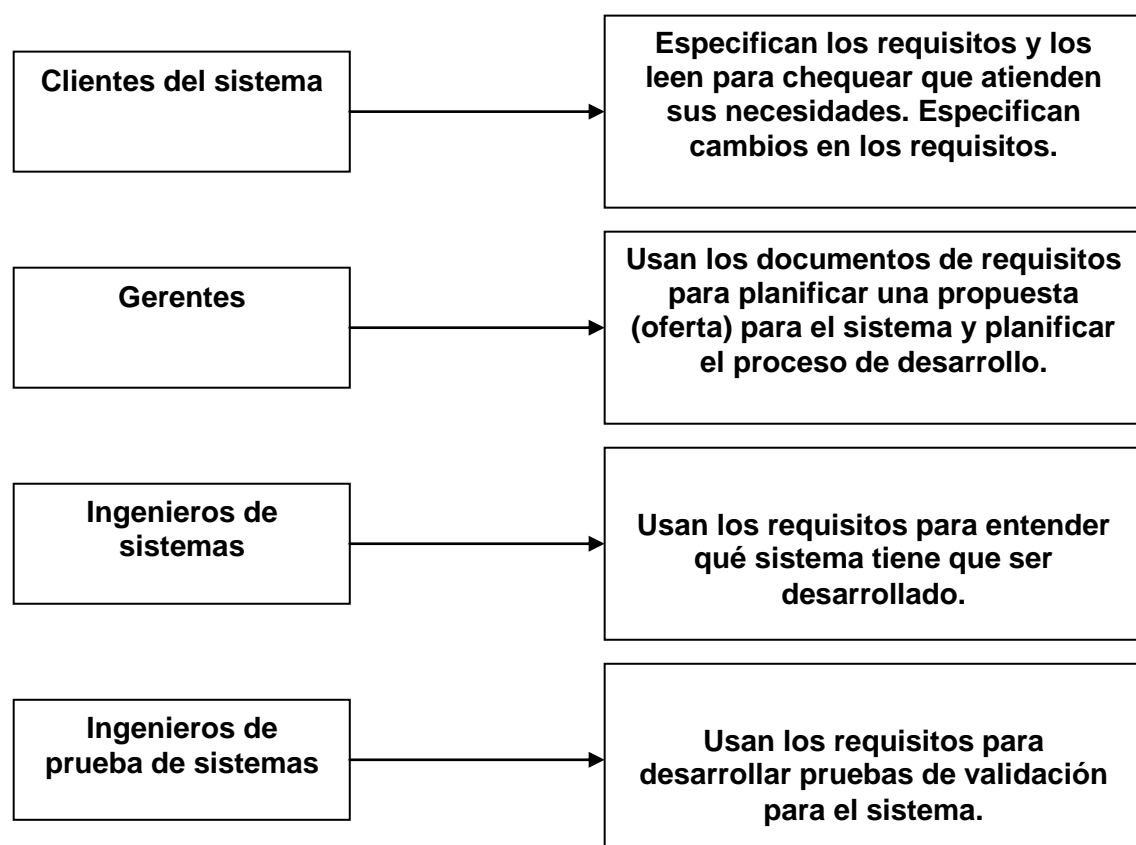 Clientes del sistema
Especifican los requisitos y los
leen para chequear que atienden
sus necesidades. Especifican
cambios en los requisitos.
Gerentes
Usan los documentos de requisitos
para planificar una propuesta
(oferta) para el sistema y planificar
el proceso de desarrollo.
Ingenieros de
sistemas
Usan los requisitos para entender
qué sistema tiene que ser
desarrollado.
Ingenieros de
prueba de sistemas
Usan los requisitos para
desarrollar pruebas de validación
para el sistema.